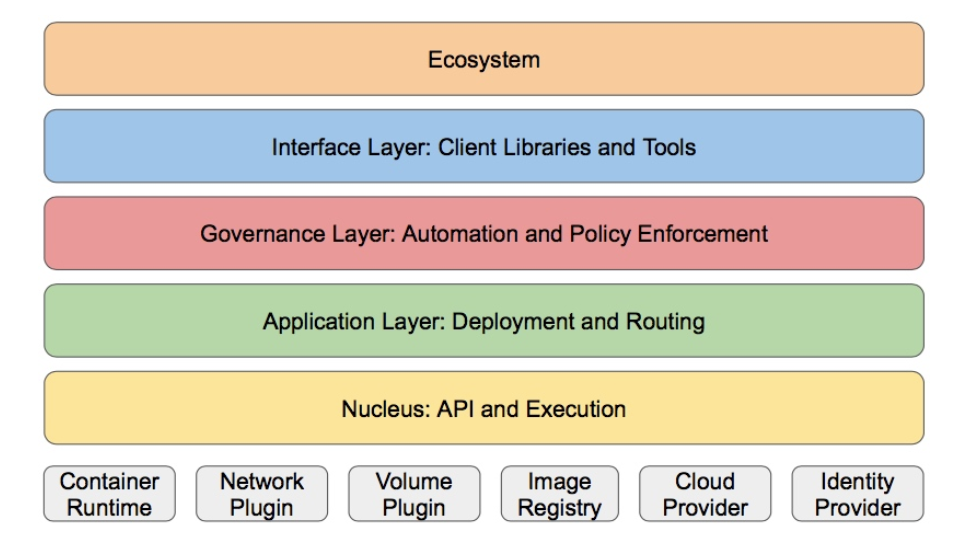 Ecosystem
Interface Layer: Client Libraries and Tools
Governance Layer: Automation and Policy Enforcement
Application Layer: Deployment and Routing
Nucleus: API and Execution
Container
Runtime
Network
Plugin
Volume
Plugin
Image
Registry
Cloud
Provider
Identity
Provider